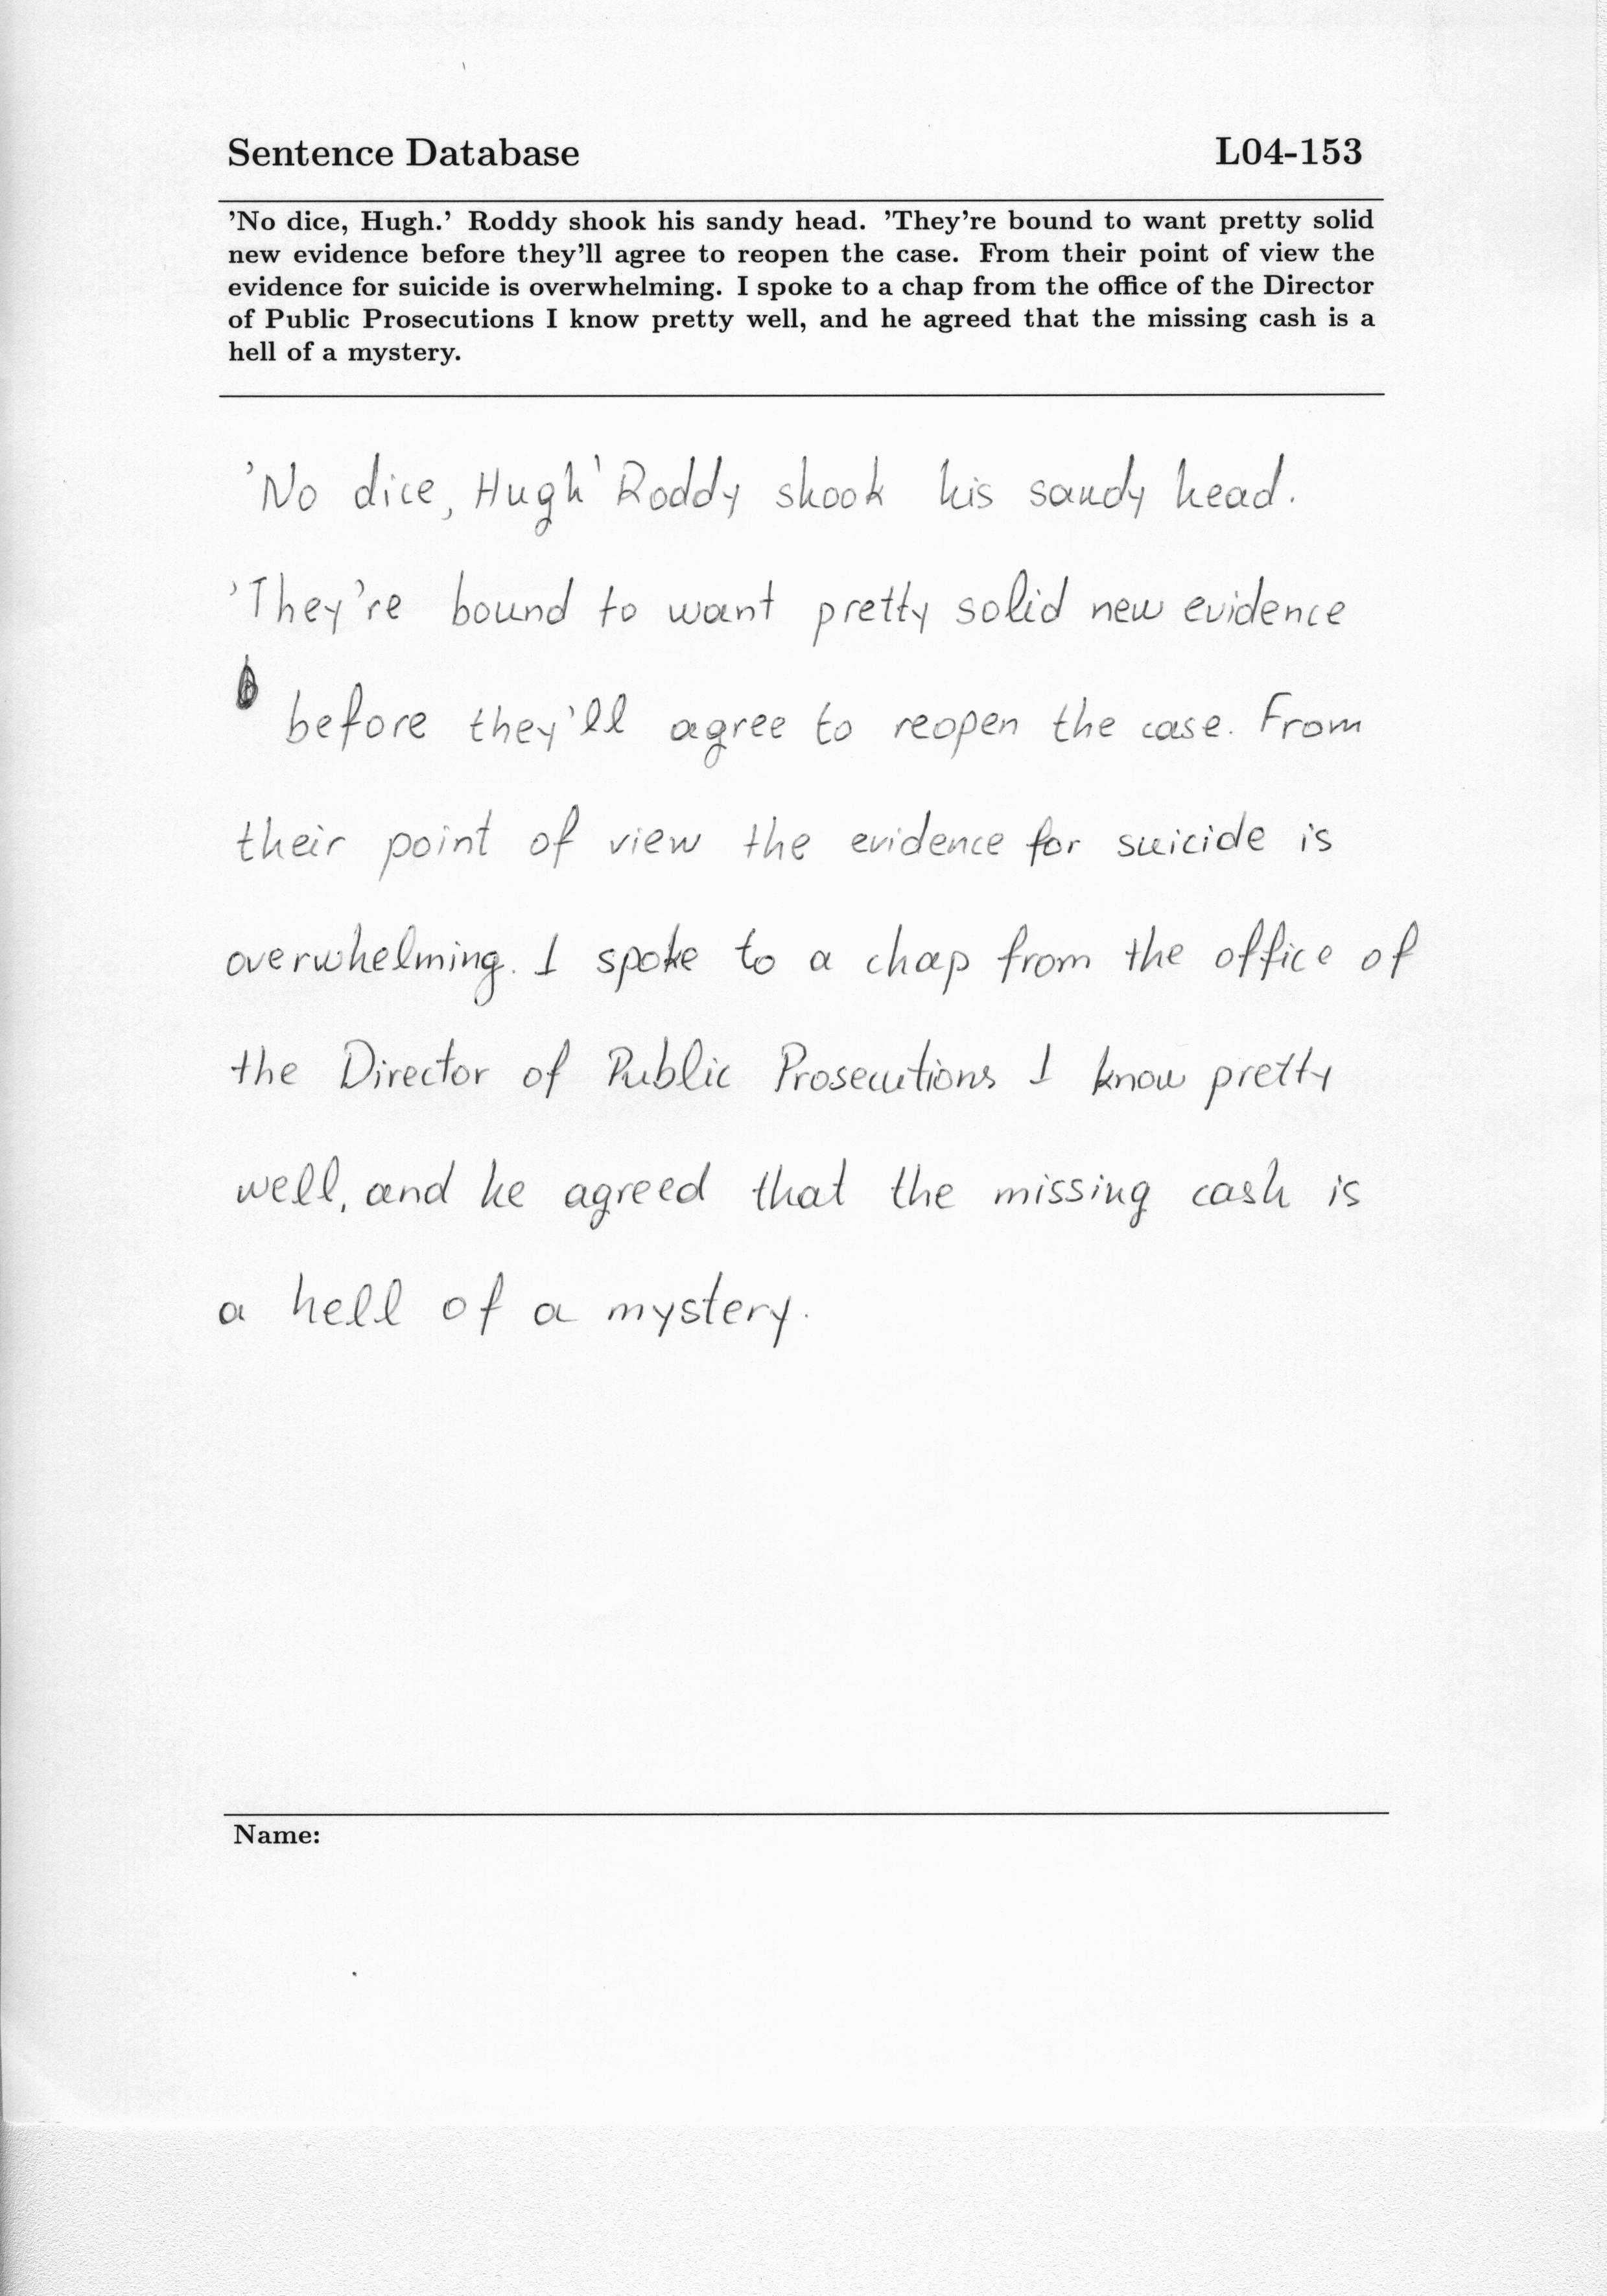 Sentence Database L04-153
'No dice, Hugh.' Roddy shook his sandy head. 'They're bound to want pretty solid
new evidence before they'll agree to reopen the case. From their point of view the
evidence for suicide is overwhelming. I spoke to a chap from the office of the Director
of Public Prosecutions I know pretty well, and he agreed that the missing cash is a
hell of a mystery.
'No dice, Hugh' Roddy shook his sandy head.
'They're bound to want pretty solid new evidence
before they'll agree to reopen the case. From
their point of view the evidence for suicide is
overwhelming. I spoke to a chap from the office of
the Director of Public Prosecutions I know pretty
well, and he agreed that the missing cash is
a hell of a mystery.
Name: